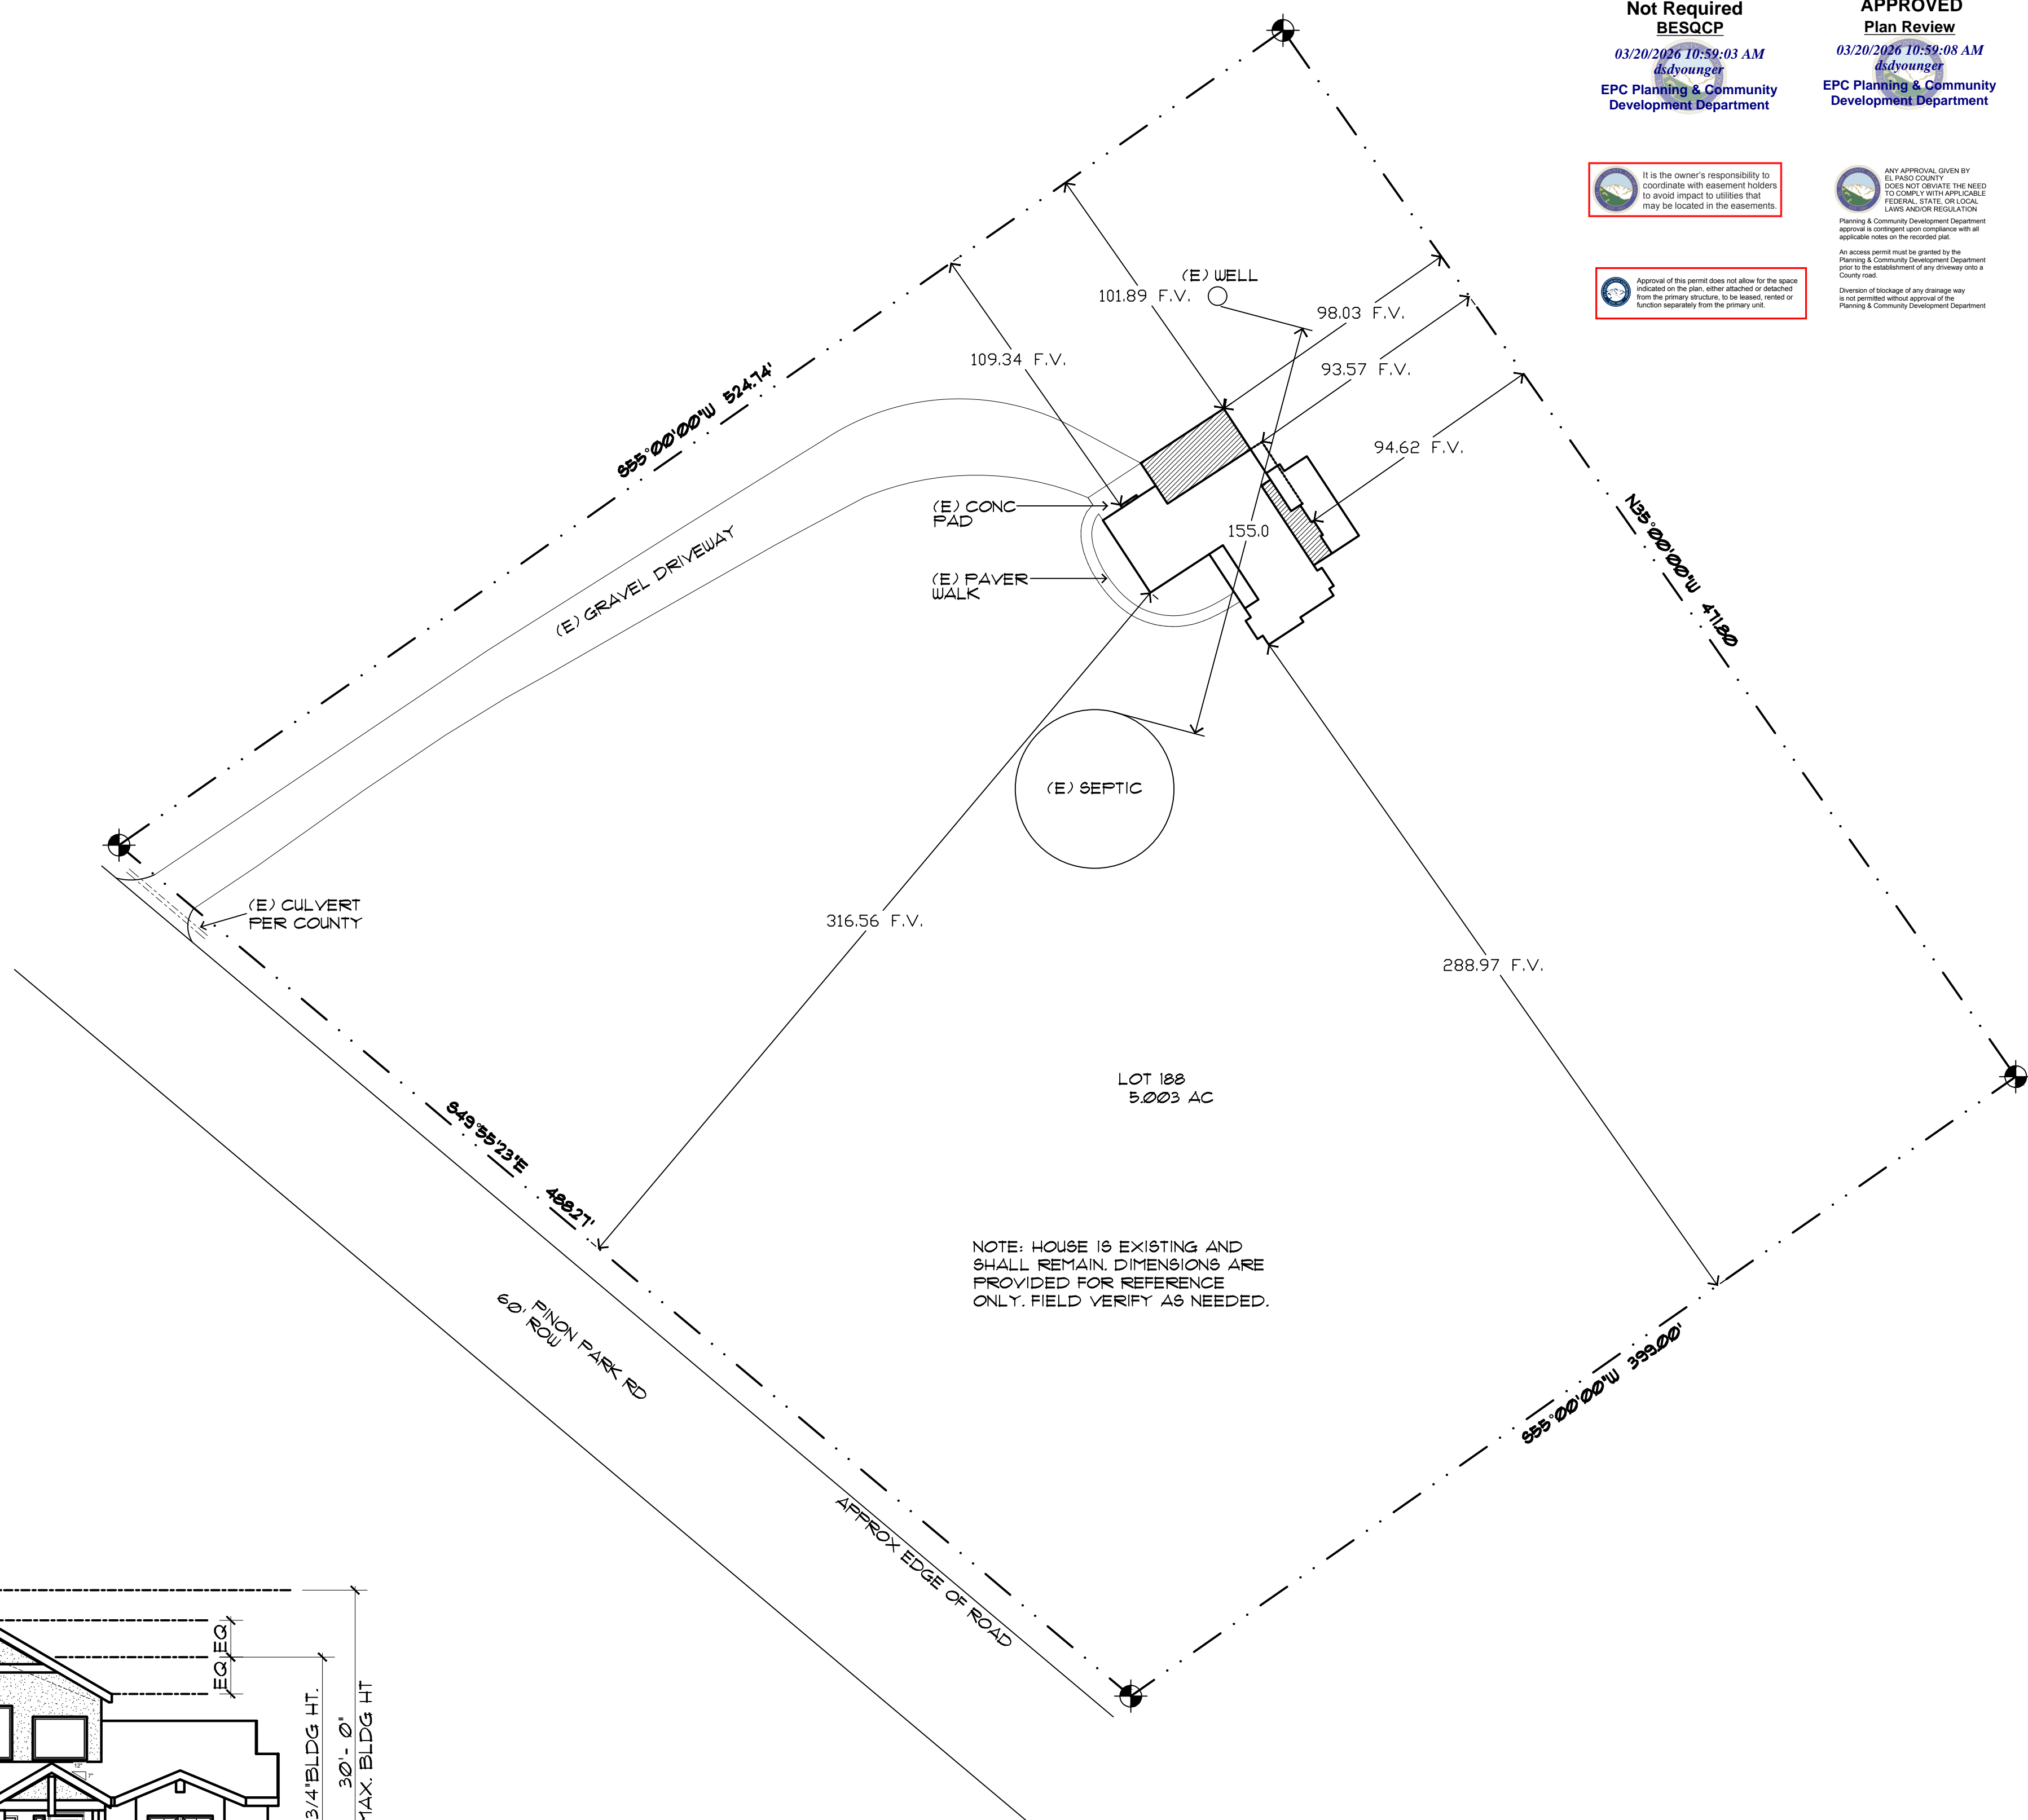 Not Required
BESQCP
03/20/2026 10:59:03 AM
dsdyounger
EPC Planning & Community
Development Department
APPROVED
Plan Review
03/20/2026 10:59:08 AM
dsdyounger
EPC Planning & Community
Development Department
It is the owner's responsibility to
coordinate with easement holders
to avoid impact to utilities that
may be located in the easements.
ANY APPROVAL GIVEN BY
EL PASO COUNTY
DOES NOT OBVIATE THE NEED
TO COMPLY WITH APPLICABLE
FEDERAL, STATE, OR LOCAL
LAWS AND/OR REGULATION
Planning & Community Development Department
approval is contingent upon compliance with all
applicable notes on the recorded plat.
An access permit must be granted by the
Planning & Community Development Department
prior to the establishment of any driveway onto a
County road.
Diversion of blockage of any drainage way
is not permitted without approval of the
Planning & Community Development Department
Approval of this permit does not allow for the space
indicated on the plan, either attached or detached
from the primary structure, to be leased, rented or
function separately from the primary unit.
(E) WELL
101.89 F.V.
98.03 F.V.
109.34 F.V.
93.57 F.V.
94.62 F.V.
S55°00'00"W 524.74'
N35°00'00"W 471.80
(E) CONC
PAD
155.0
(E) GRAVEL DRIVEWAY
(E) PAVER
WALK
(E) SEPTIC
(E) CULVERT
PER COUNTY
316.56 F.V.
288.97 F.V.
LOT 188
5.003 AC
S49°55'23"E 488.27'
NOTE: HOUSE IS EXISTING AND
SHALL REMAIN. DIMENSIONS ARE
PROVIDED FOR REFERENCE
ONLY. FIELD VERIFY AS NEEDED.
PINON PARK RD
60' ROW
S55°00'00"W 399.00'
APPROX EDGE OF ROAD
EQ
EQ
3/4" BLDG HT.
30'- 0"
MAX. BLDG HT
12"
7"